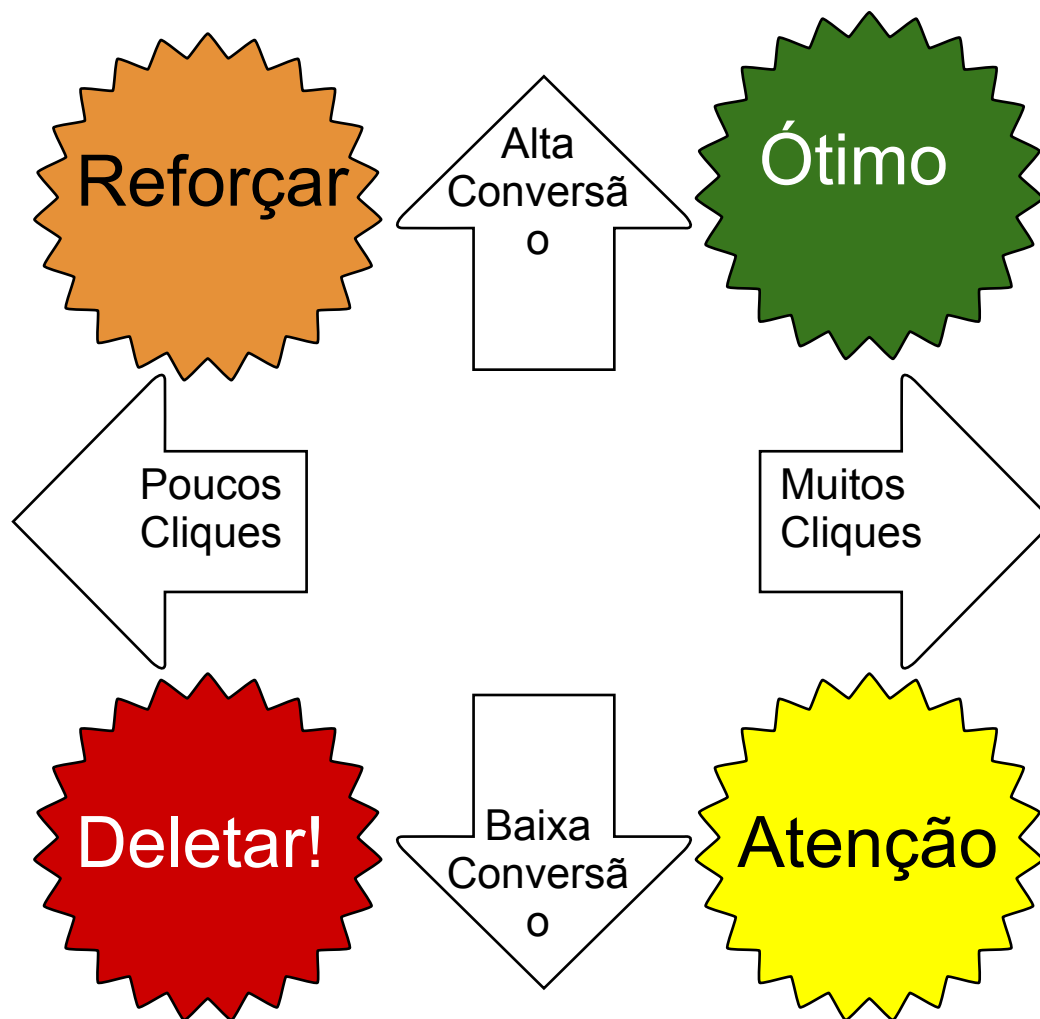 Reforçar
Alta
Conversã
o
Ótimo
Poucos
Cliques
Muitos
Cliques
Deletar!
Baixa
Conversã
o
Atenção